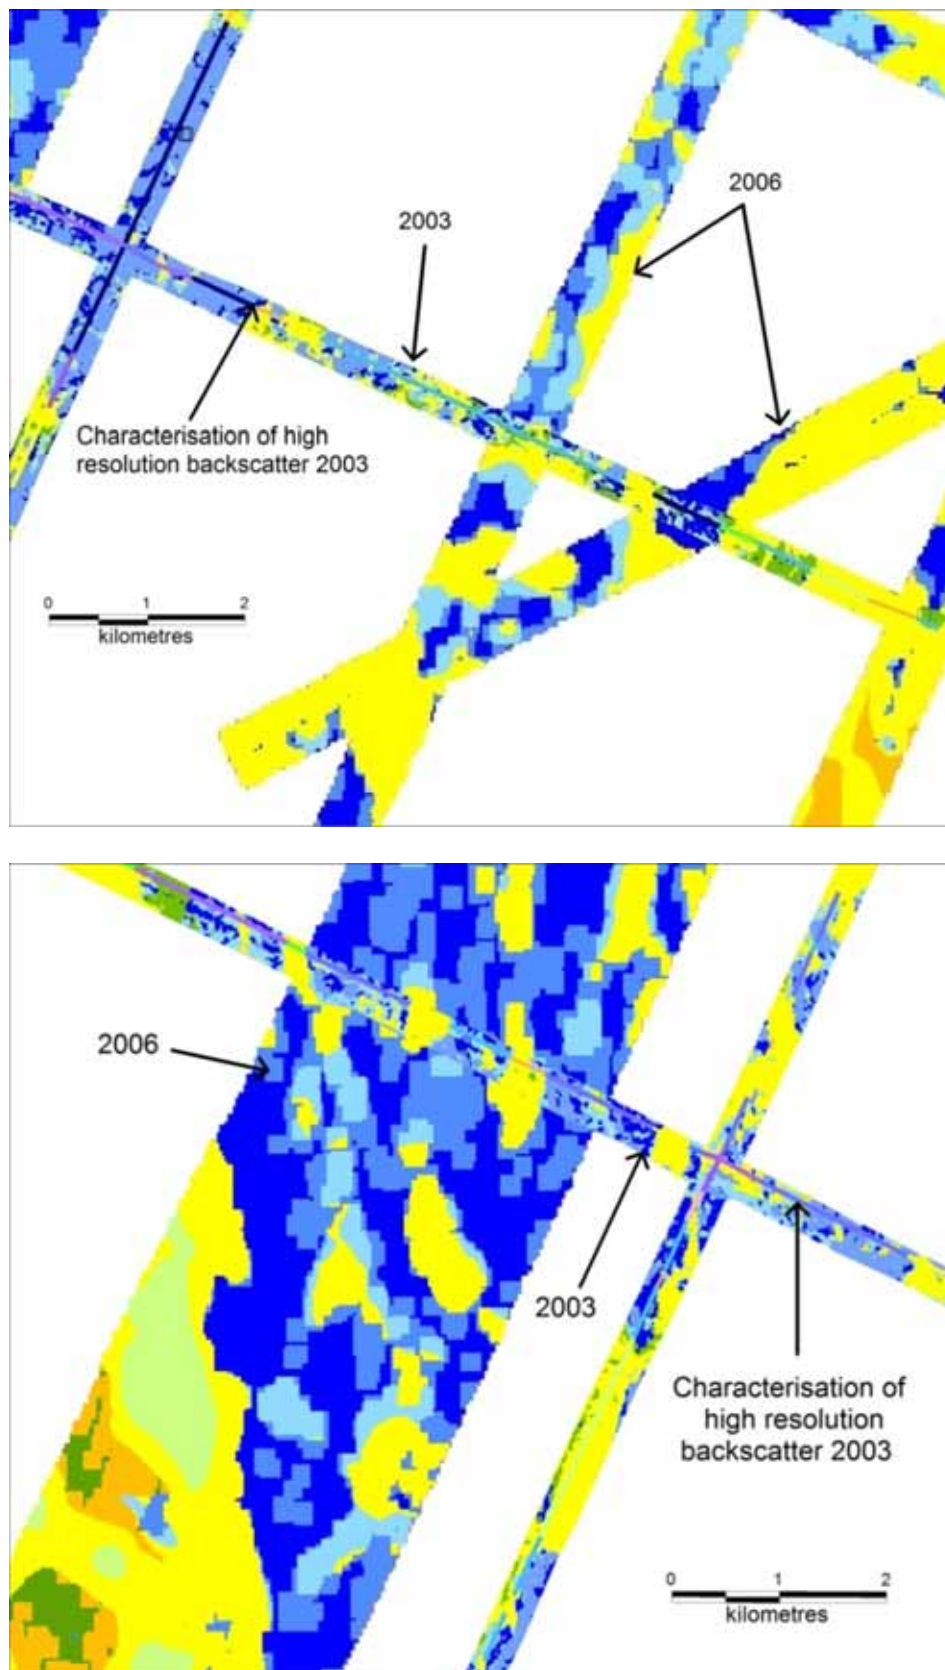 2006
2003
Characterisation of high
resolution backscatter 2003
0 1 2
kilometres
2006
2003
Characterisation of
high resolution
backscatter 2003
0 1 2
kilometres